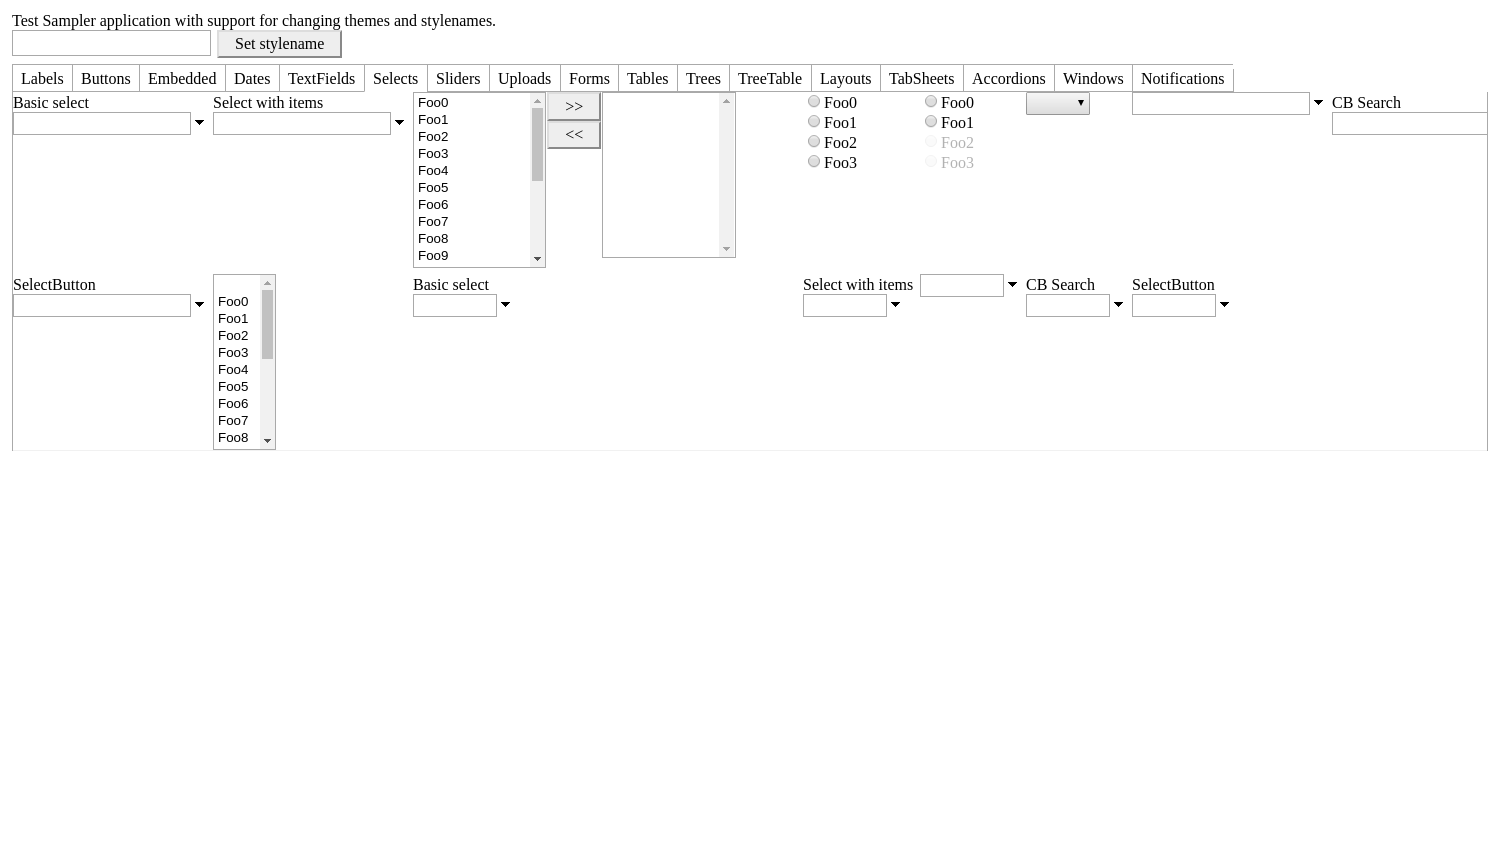 Test Sampler application with support for changing themes and stylenames.
Set stylename
Labels Buttons Embedded Dates TextFields Selects Sliders Uploads Forms Tables Trees TreeTable Layouts TabSheets Accordions Windows Notifications
Basic select
Select with items
Foo0
Foo1
Foo2
Foo3
Foo4
Foo5
Foo6
Foo7
Foo8
Foo9
>>
<<
Foo0
Foo1
Foo2
Foo3
Foo0
Foo1
Foo2
Foo3
CB Search
SelectButton
Foo0
Foo1
Foo2
Foo3
Foo4
Foo5
Foo6
Foo7
Foo8
Basic select
Select with items
CB Search
SelectButton